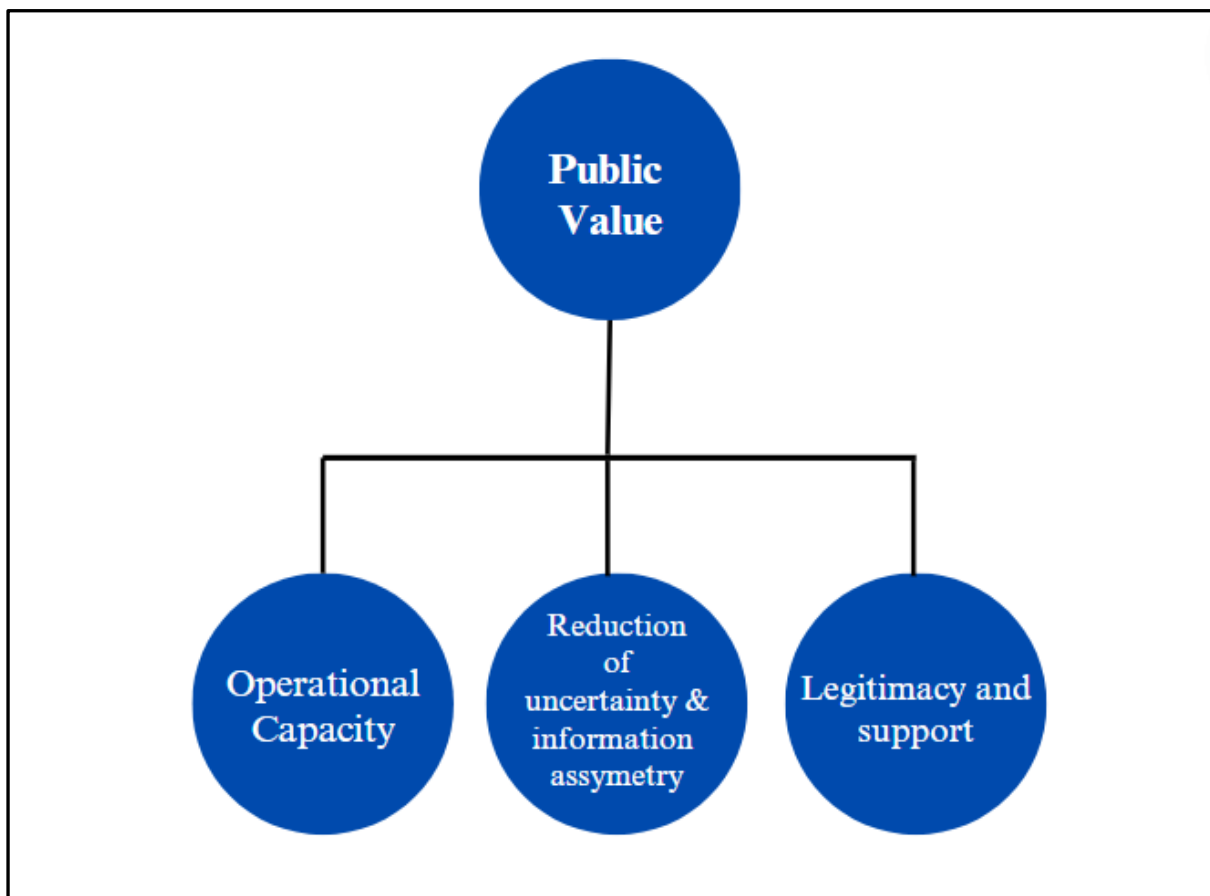 Public
Value
Operational
Capacity
Reduction
of
uncertainty &
information
assymetry
Legitimacy and
support